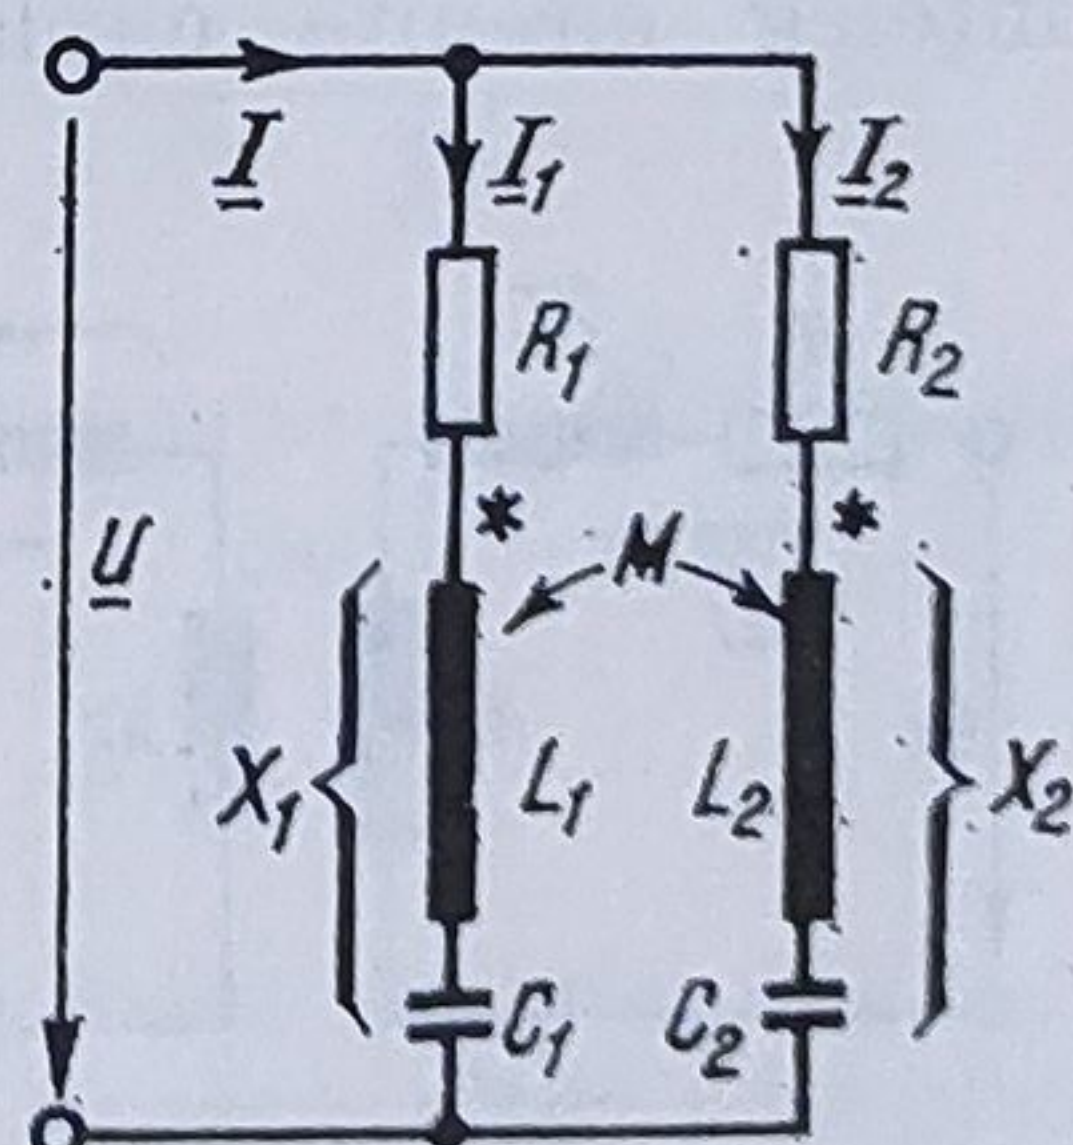 I I₁ I₂
R₁ R₂
* *
M
U
X₁ L₁ L₂ X₂
C₁ C₂